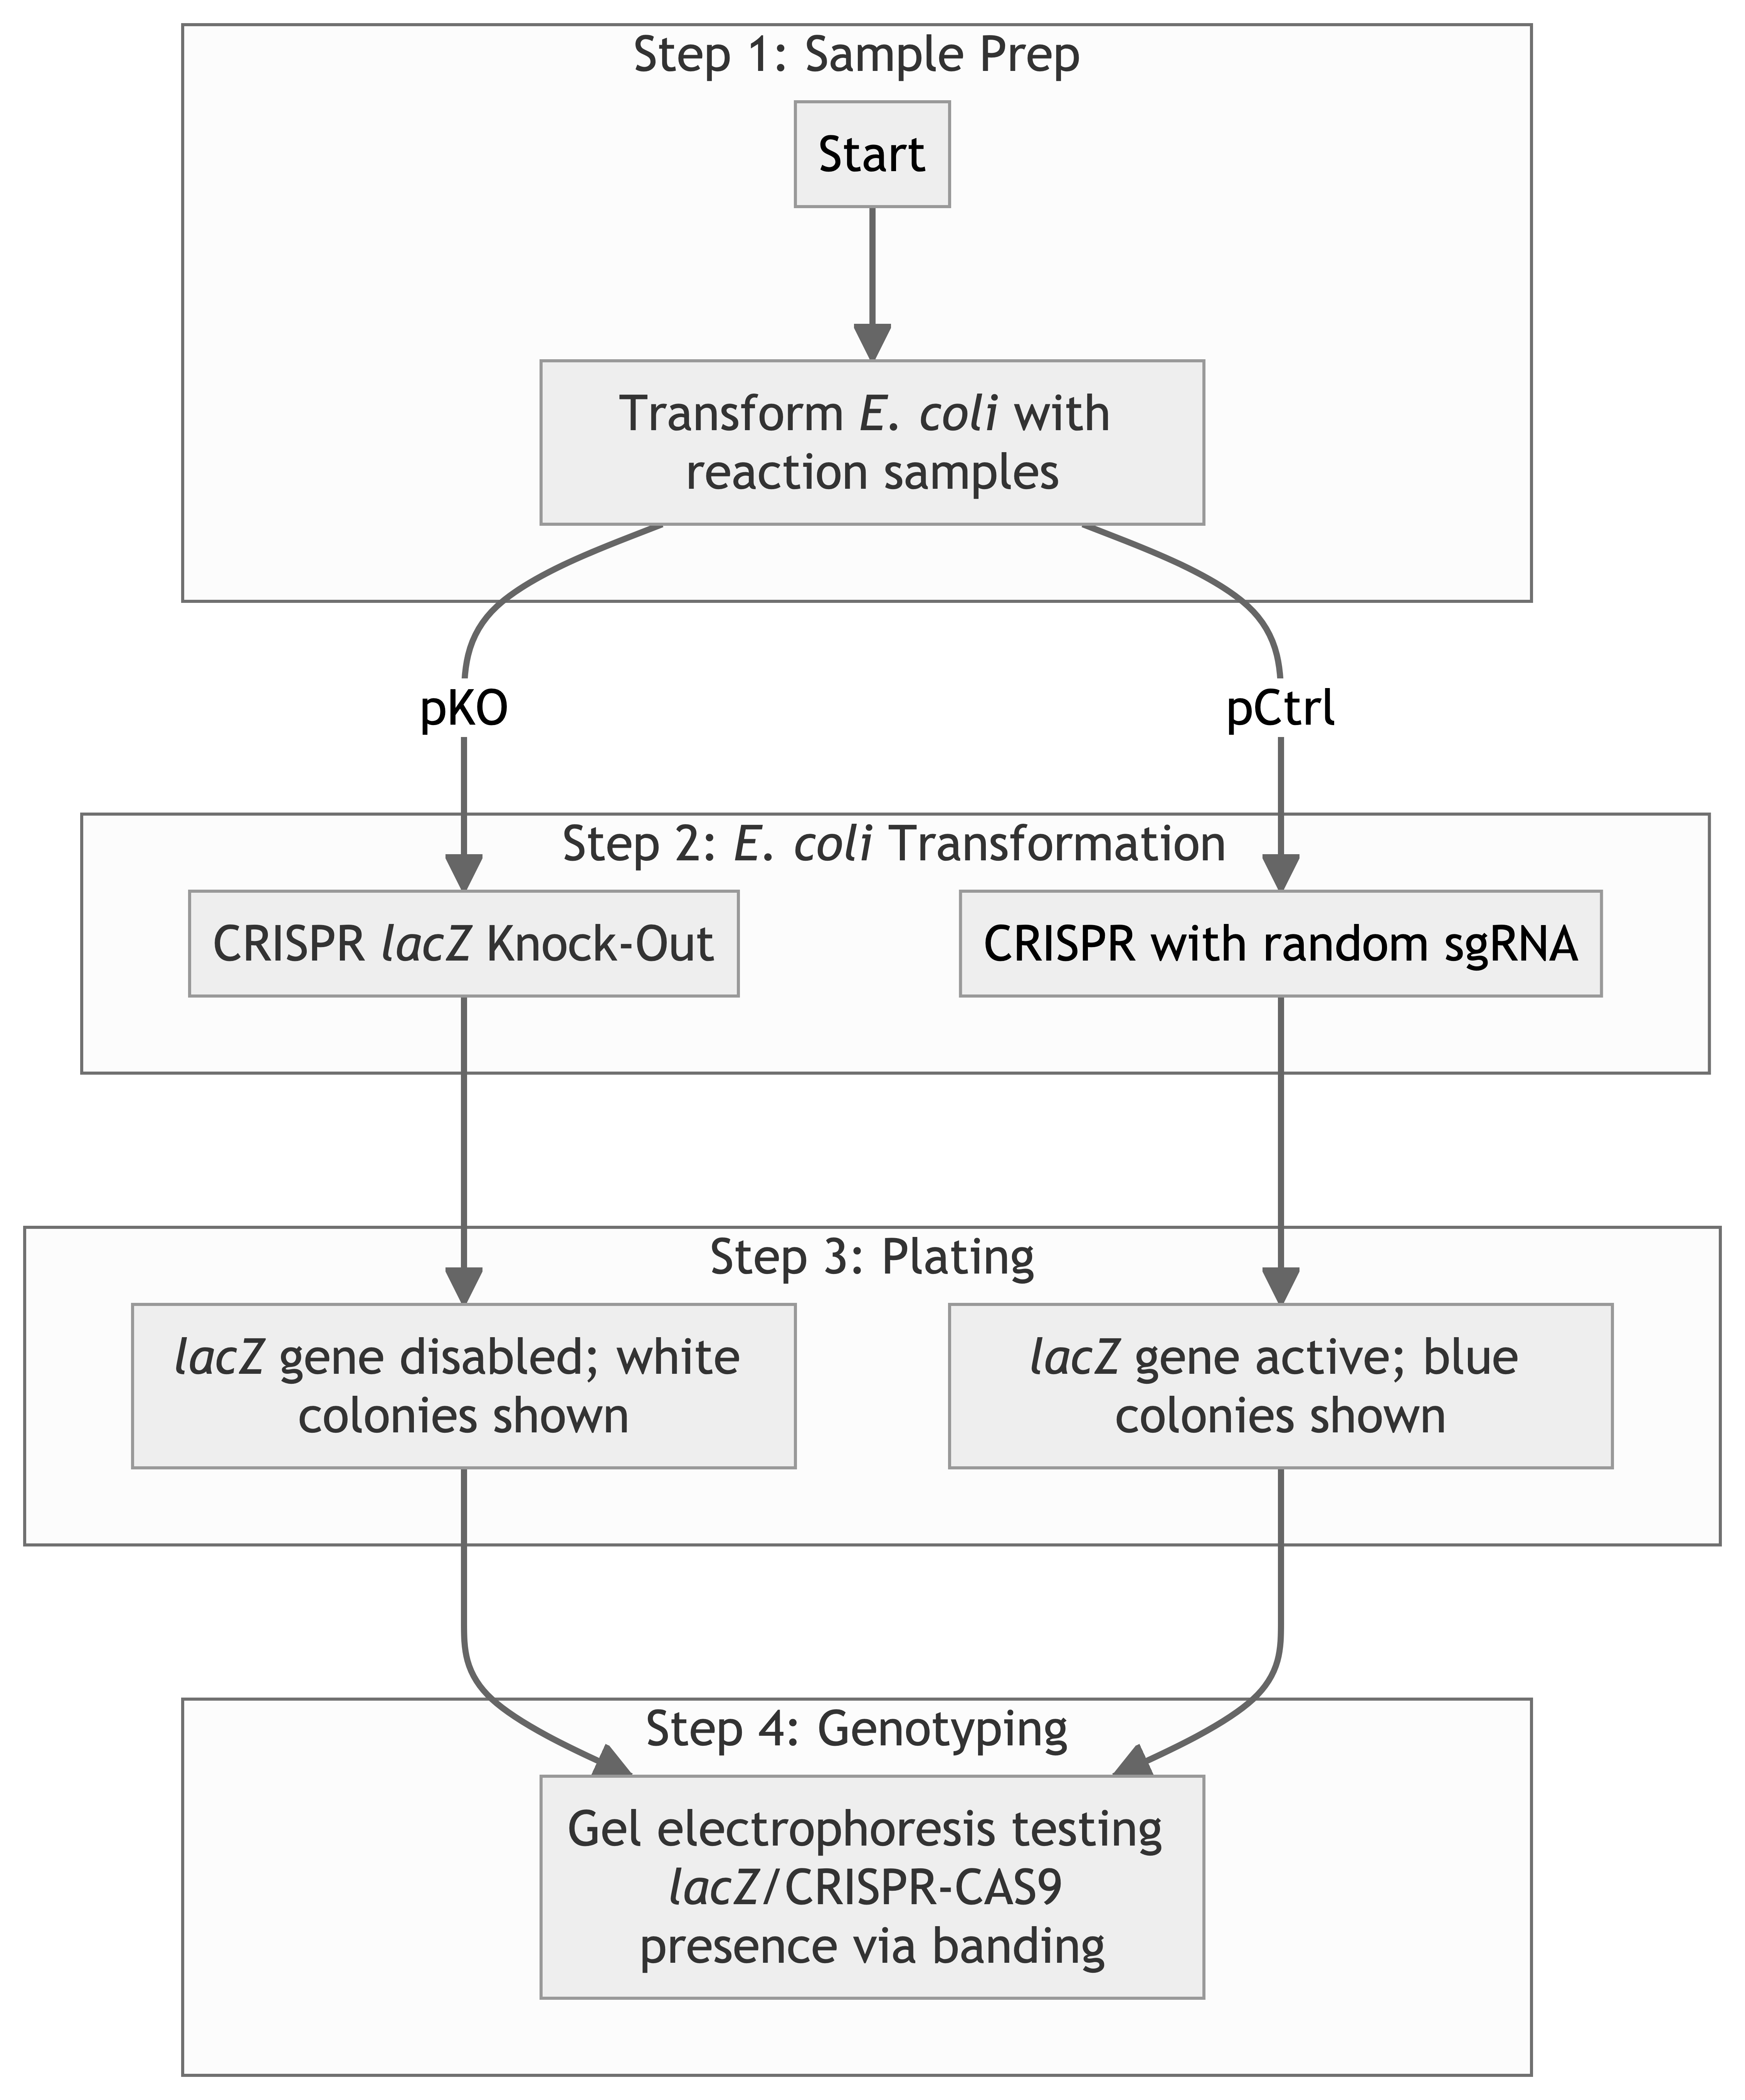 Step 1: Sample Prep
Start
Transform E. coli with
reaction samples
pKO
pCtrl
Step 2: E. coli Transformation
CRISPR lacZ Knock-Out
CRISPR with random sgRNA
Step 3: Plating
lacZ gene disabled; white
colonies shown
lacZ gene active; blue
colonies shown
Step 4: Genotyping
Gel electrophoresis testing
lacZ/CRISPR-CAS9
presence via banding